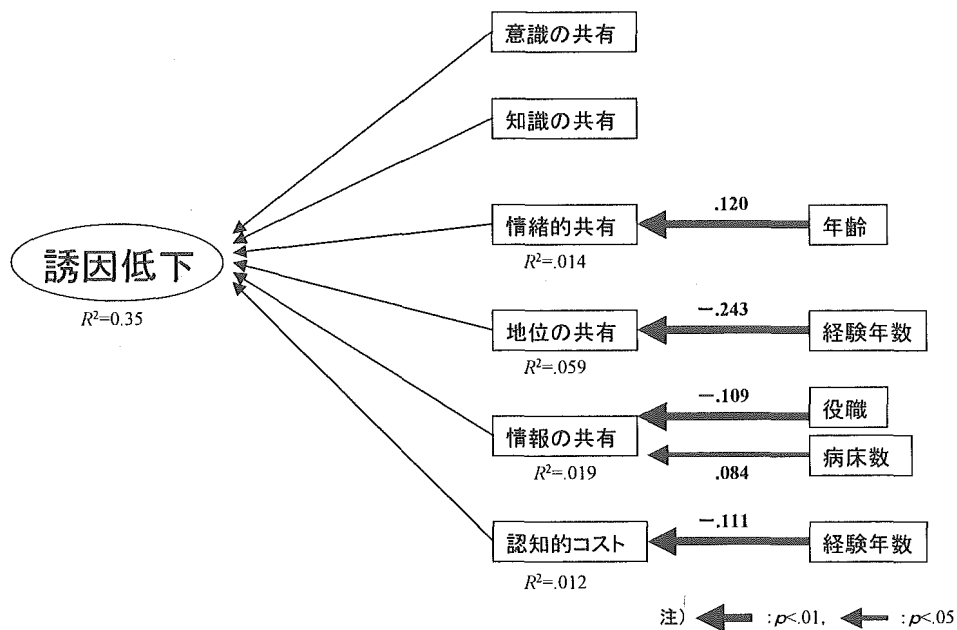 意識の共有
知識の共有
情緒的共有
.120
年齢
R²=.014
誘因低下
R²=0.35
地位の共有
−.243
経験年数
R²=.059
情報の共有
−.109
役職
.084
病床数
R²=.019
認知的コスト
−.111
経験年数
R²=.012
注) :p<.01, :p<.05